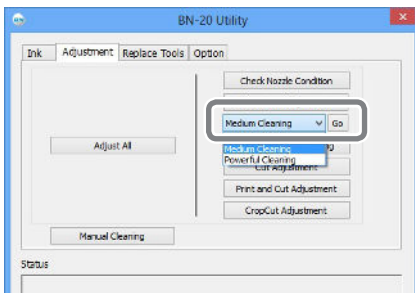 BN-20 Utility
Ink Adjustment Replace Tools Option
Check Nozzle Condition
Medium Cleaning Go
Medium Cleaning
Powerful Cleaning
Adjust All
Cut Adjustment
Print and Cut Adjustment
CropCut Adjustment
Manual Cleaning
Status